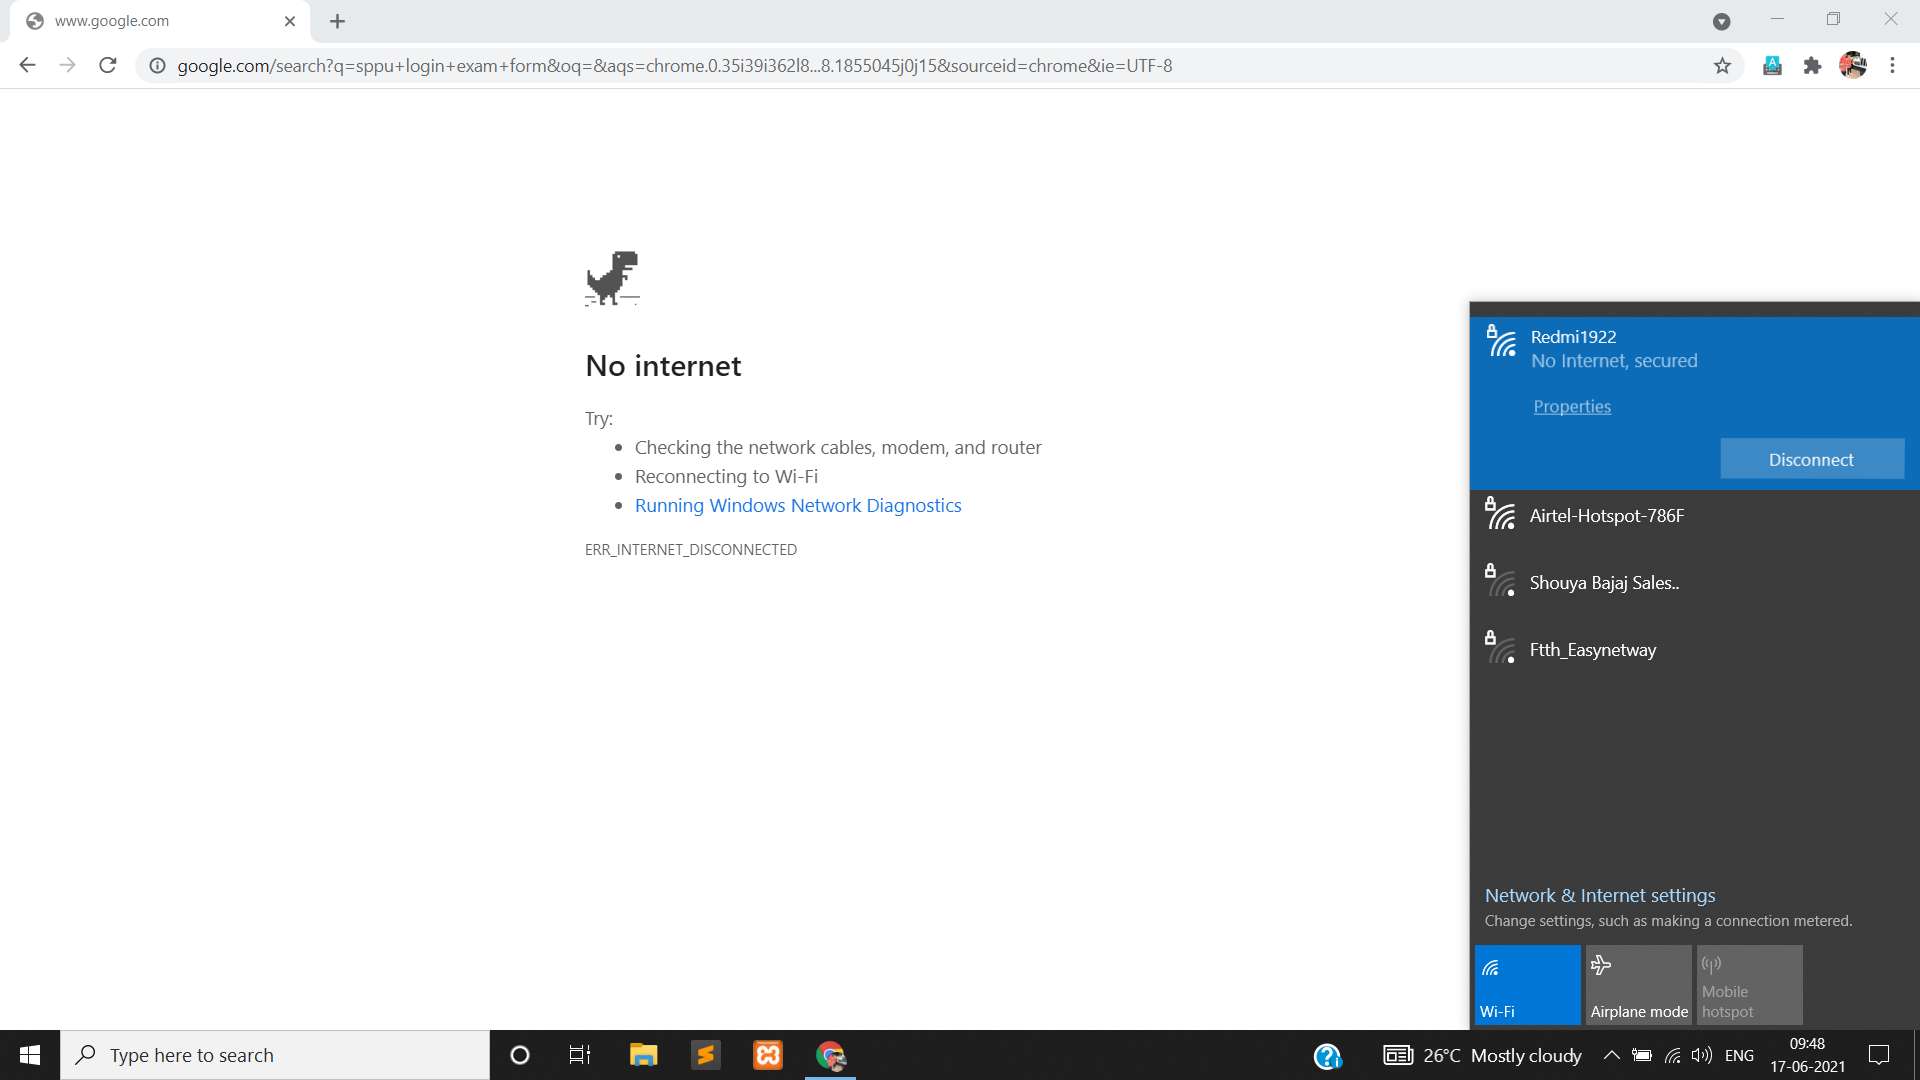 www.google.com
google.com/search?q=sppu+login+exam+form&oq=&aqs=chrome.0.35i39i362l8...8.1855045j0j15&sourceid=chrome&ie=UTF-8
No internet
Try:
Checking the network cables, modem, and router
Reconnecting to Wi-Fi
Running Windows Network Diagnostics
ERR_INTERNET_DISCONNECTED
Redmi1922
No Internet, secured
Properties
Disconnect
Airtel-Hotspot-786F
Shouya Bajaj Sales..
Ftth_Easynetway
Network & Internet settings
Change settings, such as making a connection metered.
Wi-Fi
Airplane mode
Mobile
hotspot
Type here to search
26°C Mostly cloudy
ENG
09:48
17-06-2021